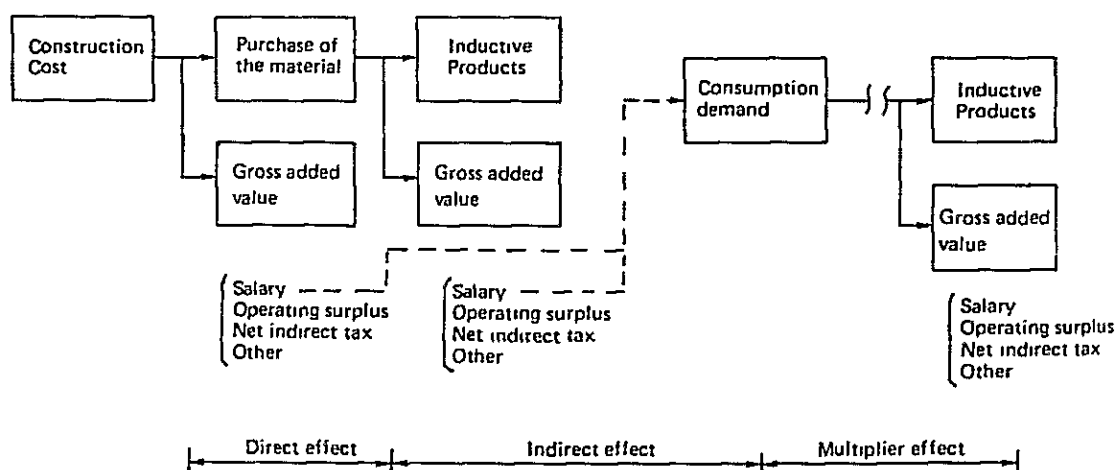 Construction
Cost
Purchase of
the material
Inductive
Products
Consumption
demand
Inductive
Products
Gross added
value
Gross added
value
Gross added
value
Salary
Operating surplus
Net indirect tax
Other
Salary
Operating surplus
Net indirect tax
Other
Salary
Operating surplus
Net indirect tax
Other
Direct effect
Indirect effect
Multiplier effect